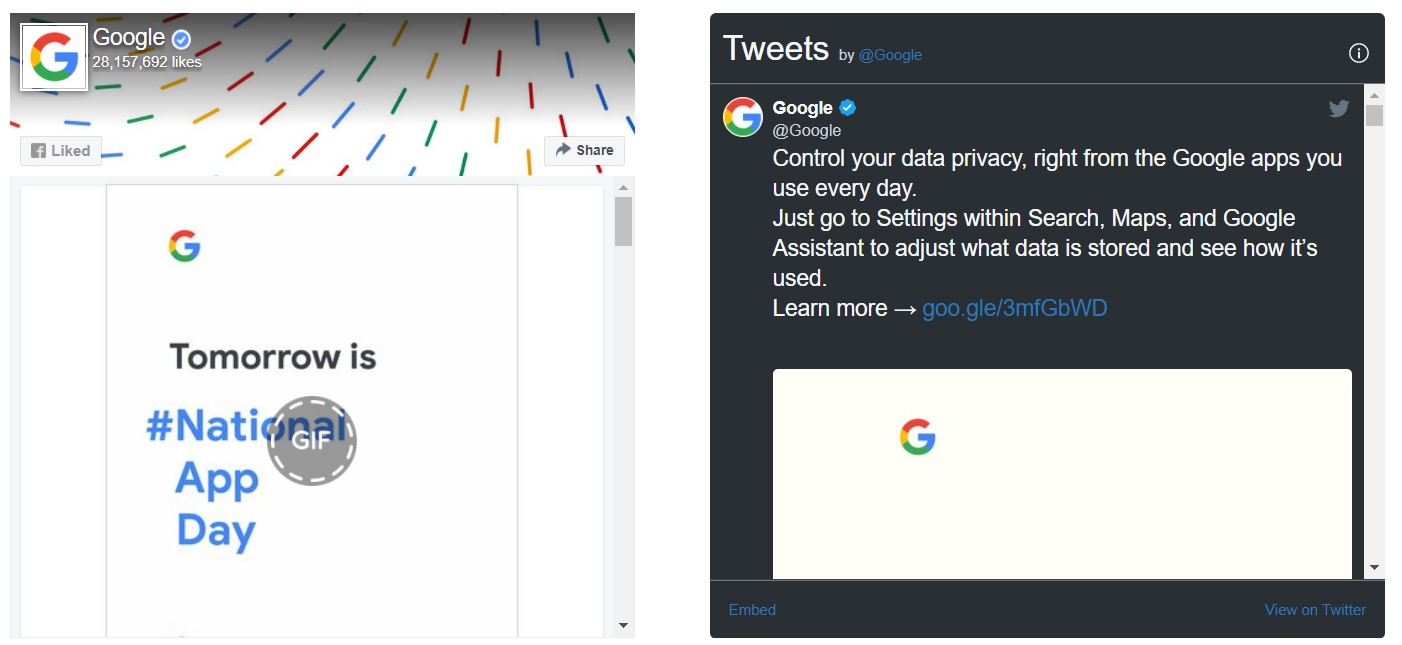 Google
28,157,692 likes
Liked
Share
Tomorrow is
#National
App
Day
GIF
Tweets by @Google
Google
@Google
Control your data privacy, right from the Google apps you
use every day.
Just go to Settings within Search, Maps, and Google
Assistant to adjust what data is stored and see how it’s
used.
Learn more → goo.gle/3mfGbWD
Embed
View on Twitter